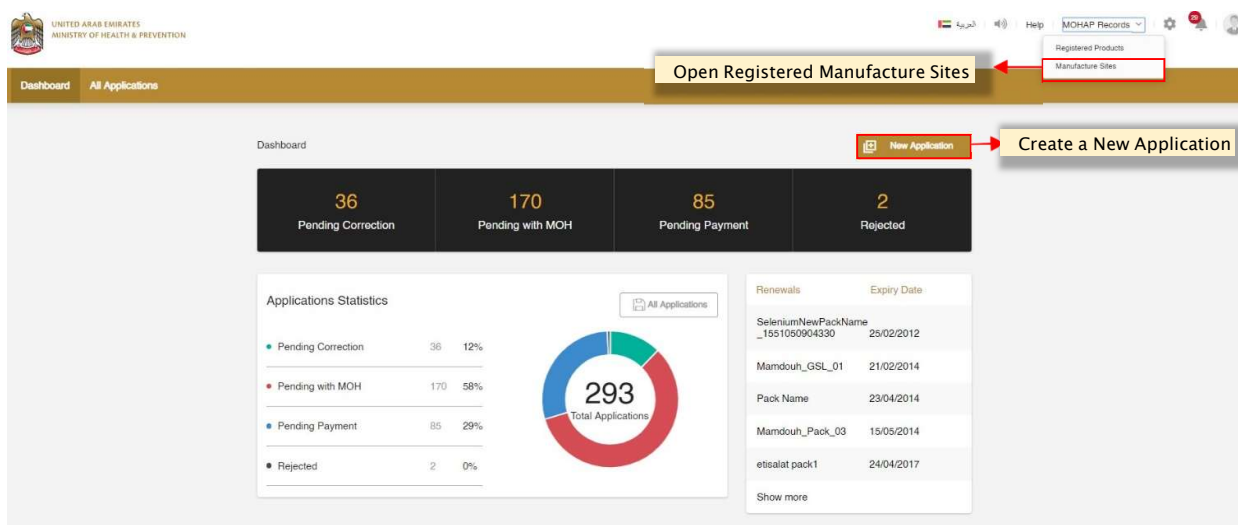 UNITED ARAB EMIRATES
MINISTRY OF HEALTH & PREVENTION
العربية
Help
MOHAP Records
29
Registered Products
Manufacture Sites
Open Registered Manufacture Sites
Dashboard
All Applications
Dashboard
New Application
Create a New Application
36
170
85
2
Pending Correction
Pending with MOH
Pending Payment
Rejected
Applications Statistics
All Applications
Pending Correction 36 12%
Pending with MOH 170 58%
Pending Payment 85 29%
Rejected 2 0%
293
Total Applications
Renewals Expiry Date
SeleniumNewPackName
_1551050904330 25/02/2012
Mamdouh_GSL_01 21/02/2014
Pack Name 23/04/2014
Mamdouh_Pack_03 15/05/2014
etisalat pack1 24/04/2017
Show more